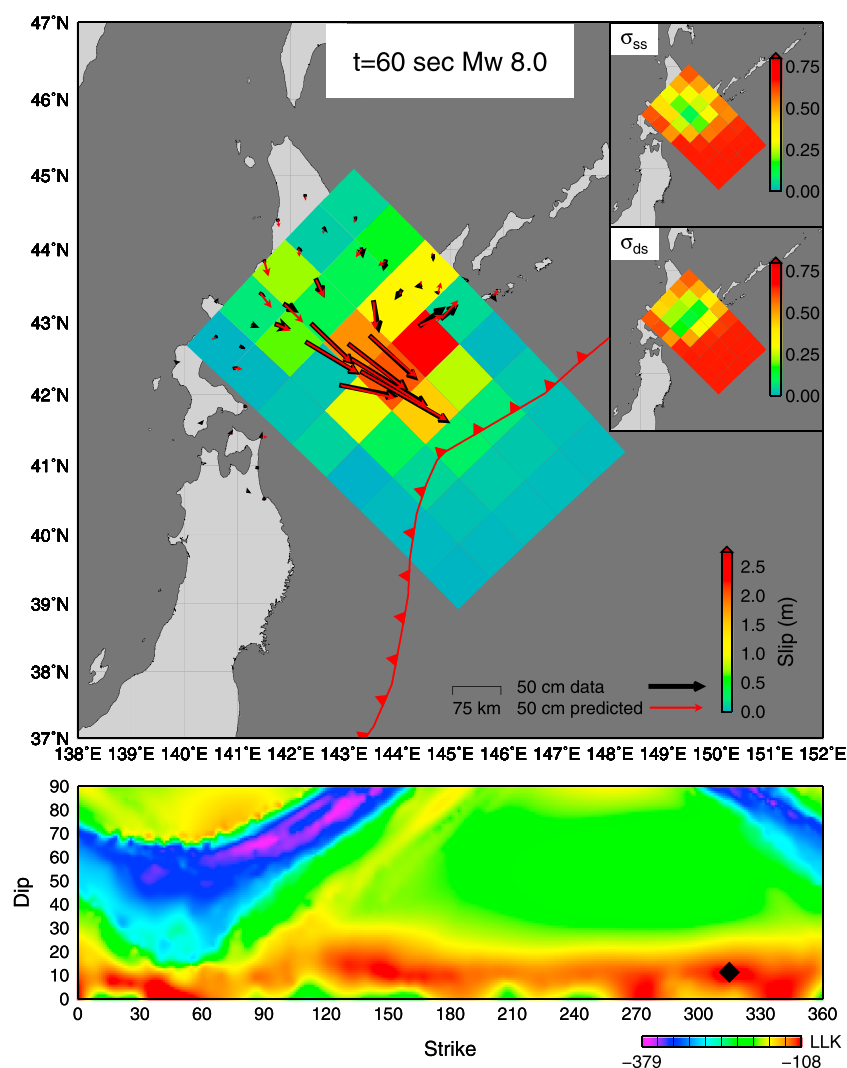 47˚N
46˚N
45˚N
44˚N
43˚N
42˚N
41˚N
40˚N
39˚N
38˚N
37˚N
138˚E 139˚E 140˚E 141˚E 142˚E 143˚E 144˚E 145˚E 146˚E 147˚E 148˚E 149˚E 150˚E 151˚E 152˚E
t=60 sec Mw 8.0
σss
0.75
0.50
0.25
0.00
σds
0.75
0.50
0.25
0.00
2.5
2.0
1.5
1.0
0.5
0.0
Slip (m)
75 km
50 cm data
50 cm predicted
90
80
70
60
50
40
30
20
10
0
Dip
0 30 60 90 120 150 180 210 240 270 300 330 360
Strike
LLK
−379 −108